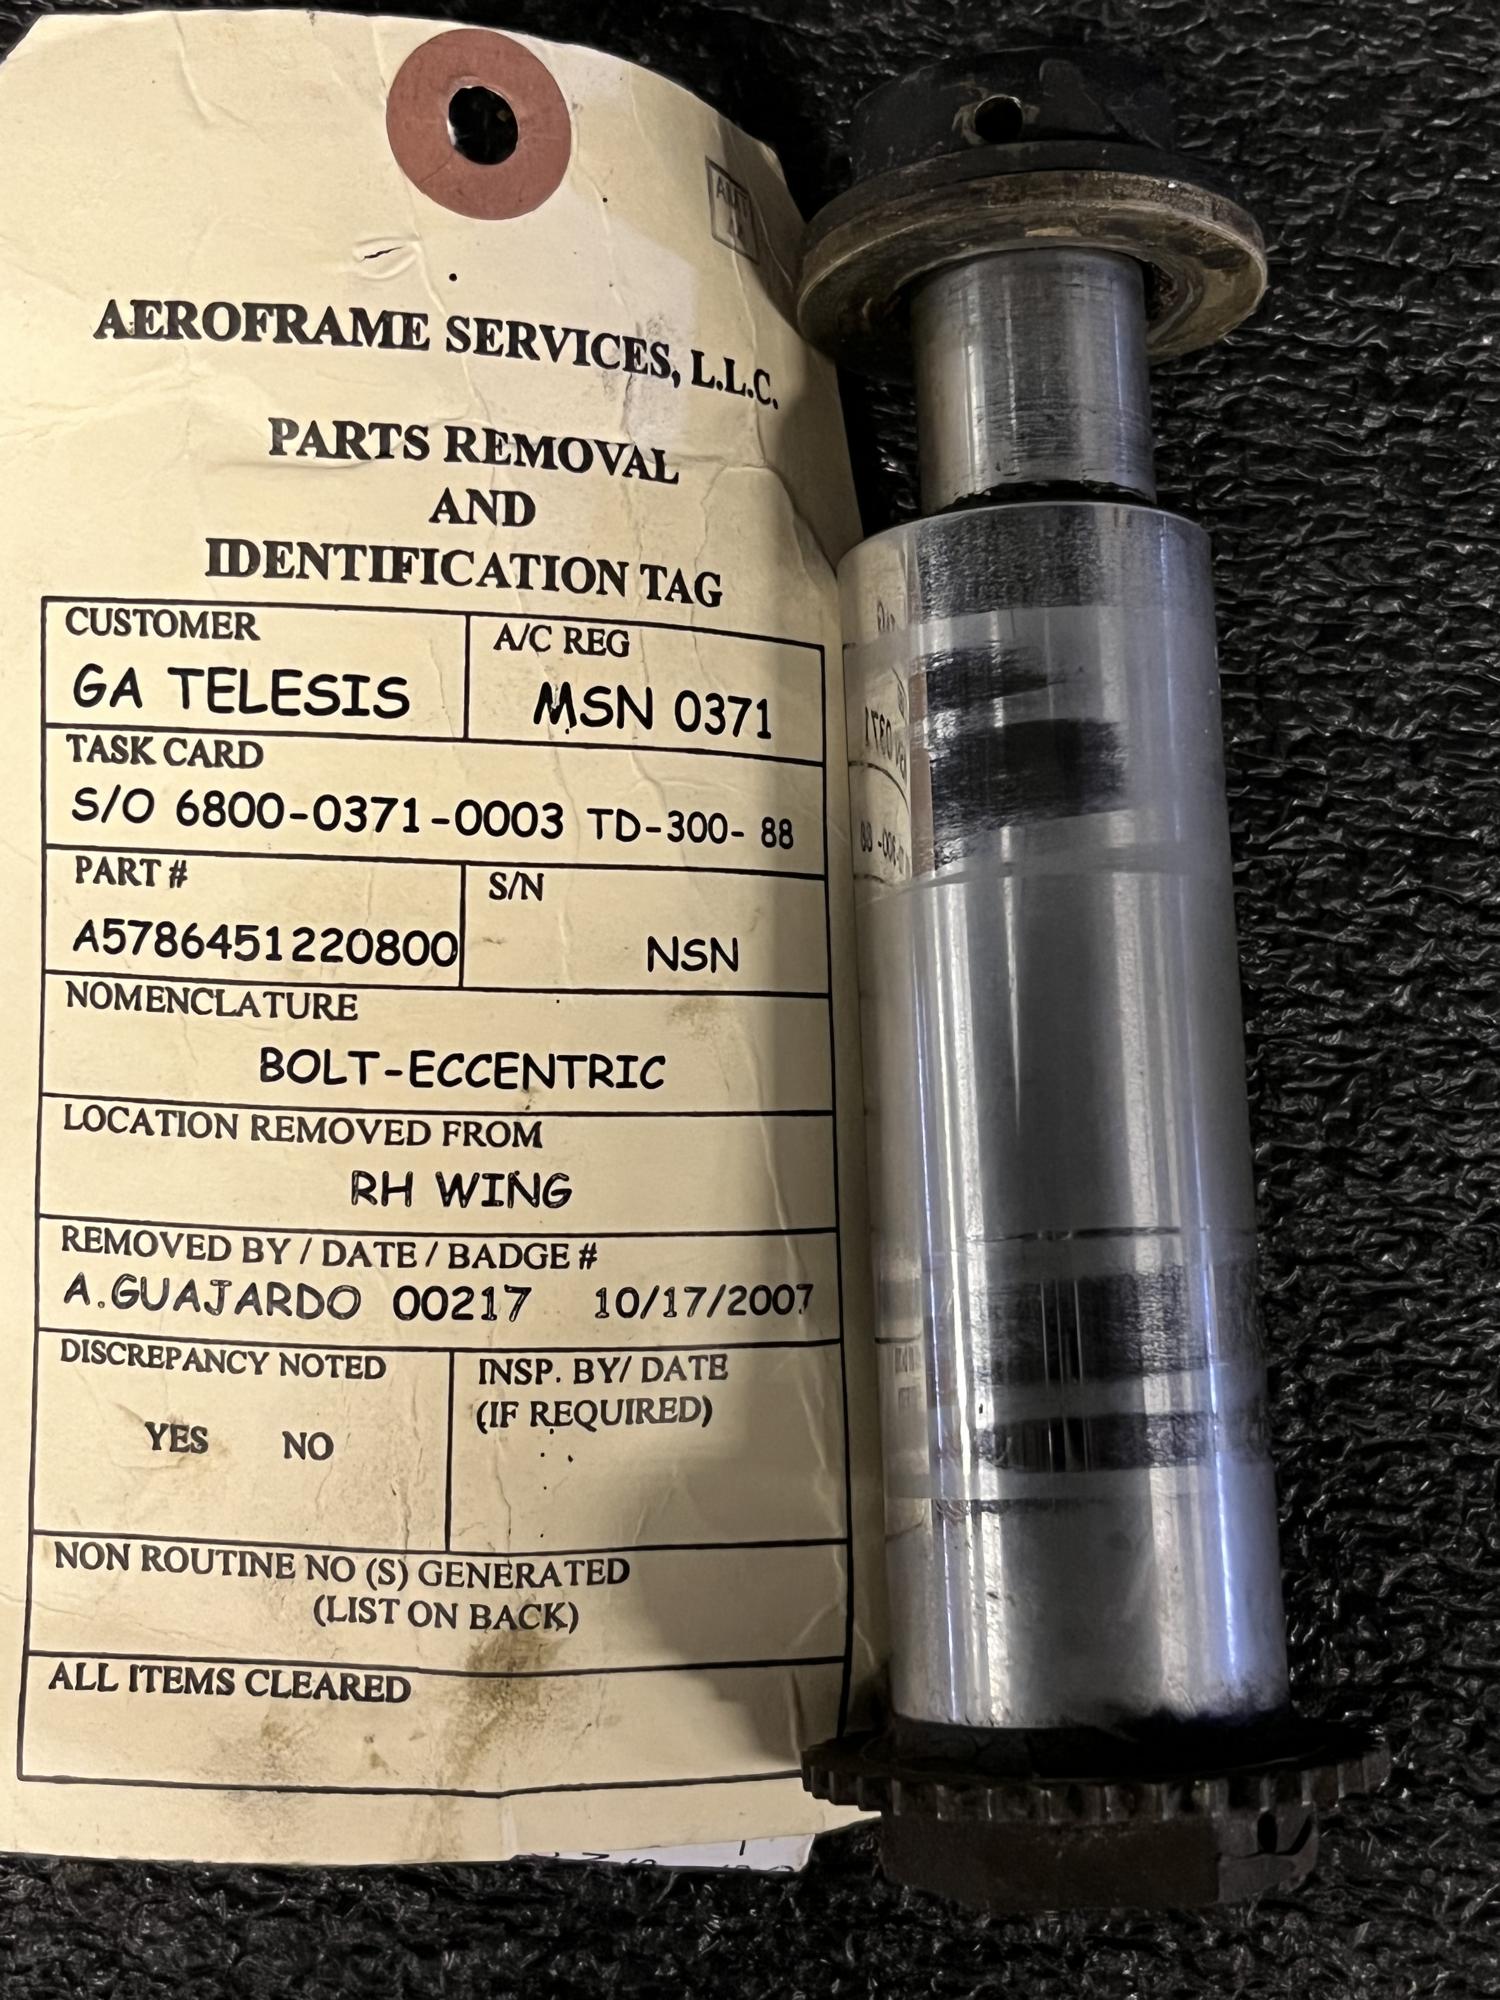 AEROFRAME SERVICES, L.L.C.
PARTS REMOVAL
AND
IDENTIFICATION TAG
CUSTOMER
GA TELESIS
A/C REG
MSN 0371
TASK CARD
S/O 6800-0371-0003 TD-300- 88
PART #
A5786451220800
S/N
NSN
NOMENCLATURE
BOLT-ECCENTRIC
LOCATION REMOVED FROM
RH WING
REMOVED BY / DATE / BADGE #
A.GUAJARDO 00217 10/17/2007
DISCREPANCY NOTED
YES NO
INSP. BY/ DATE
(IF REQUIRED)
NON ROUTINE NO (S) GENERATED
(LIST ON BACK)
ALL ITEMS CLEARED